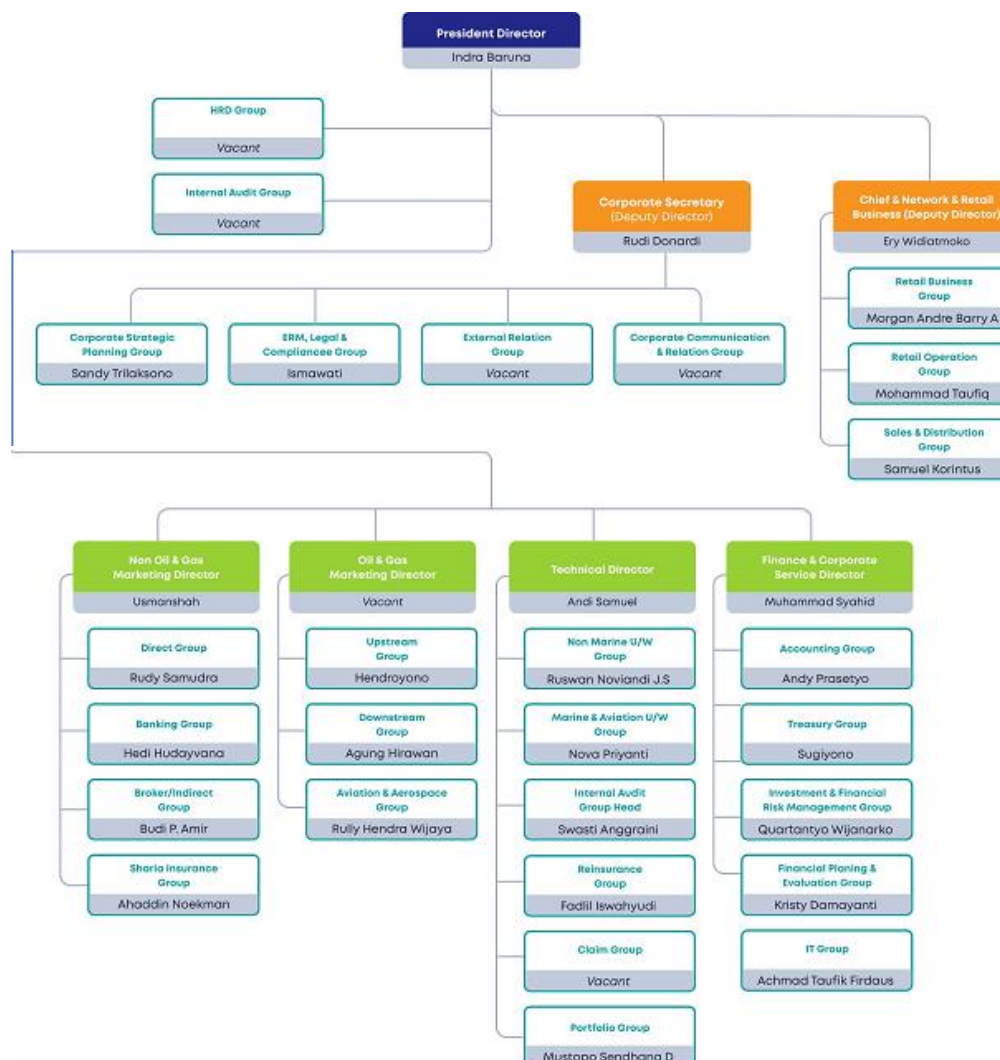 President Director
Indra Baruna
HRD Group
Vacant
Internal Audit Group
Vacant
Corporate Secretary
(Deputy Director)
Rudi Donardi
Chief & Network & Retail
Business (Deputy Director)
Ery Widiatmoko
Retail Business
Group
Morgan Andre Barry A
Retail Operation
Group
Mohammad Taufiq
Sales & Distribution
Group
Samuel Korintus
Corporate Strategic
Planning Group
Sandy Trilaksono
ERM, Legal &
Compliancee Group
Ismawati
External Relation
Group
Vacant
Corporate Communication
& Relation Group
Vacant
Non Oil & Gas
Marketing Director
Usmanshah
Direct Group
Rudy Samudra
Banking Group
Hedi Hudayvana
Broker/Indirect
Group
Budi P. Amir
Sharia Insurance
Group
Ahaddin Noekman
Oil & Gas
Marketing Director
Vacant
Upstream
Group
Hendroyono
Downstream
Group
Agung Hirawan
Aviation & Aerospace
Group
Rully Hendra Wijaya
Technical Director
Andi Samuel
Non Marine U/W
Group
Ruswan Noviandi J.S
Marine & Aviation U/W
Group
Nova Priyanti
Internal Audit
Group Head
Swasti Anggraini
Reinsurance
Group
Fadlil Iswahyudi
Claim Group
Vacant
Portfolio Group
Mustopo Sendhang D
Finance & Corporate
Service Director
Muhammad Syahid
Accounting Group
Andy Prasetyo
Treasury Group
Sugiyono
Investment & Financial
Risk Management Group
Quartantyo Wijanarko
Financial Planing &
Evaluation Group
Kristy Damayanti
IT Group
Achmad Taufik Firdaus